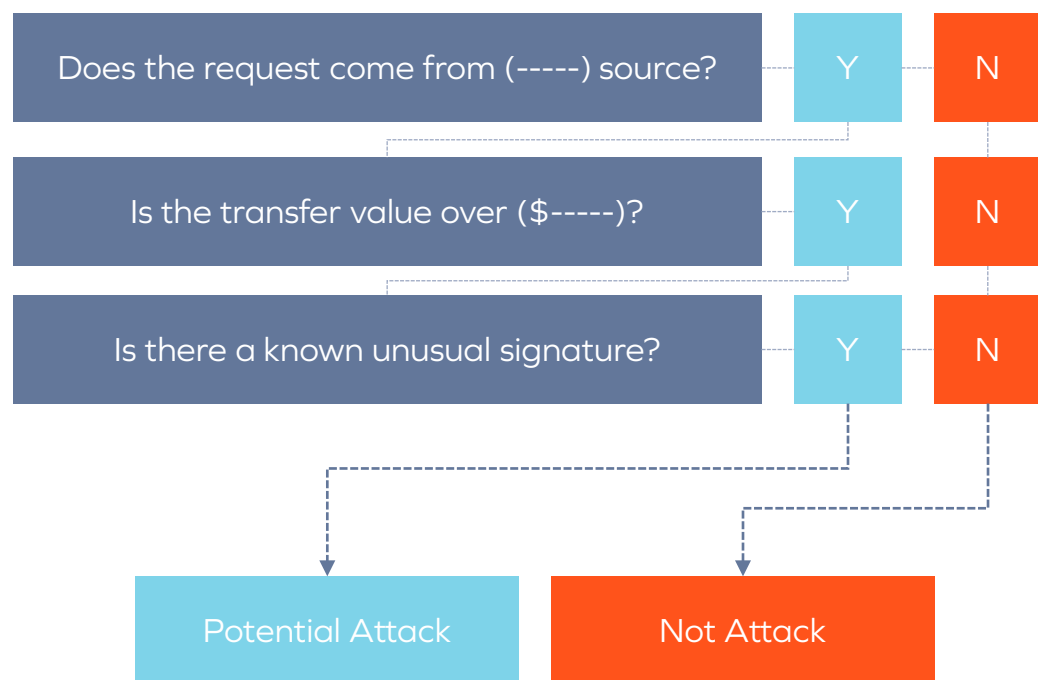 Does the request come from (-----) source?
Y
N
Is the transfer value over ($-----)?
Y
N
Is there a known unusual signature?
Y
N
Potential Attack
Not Attack